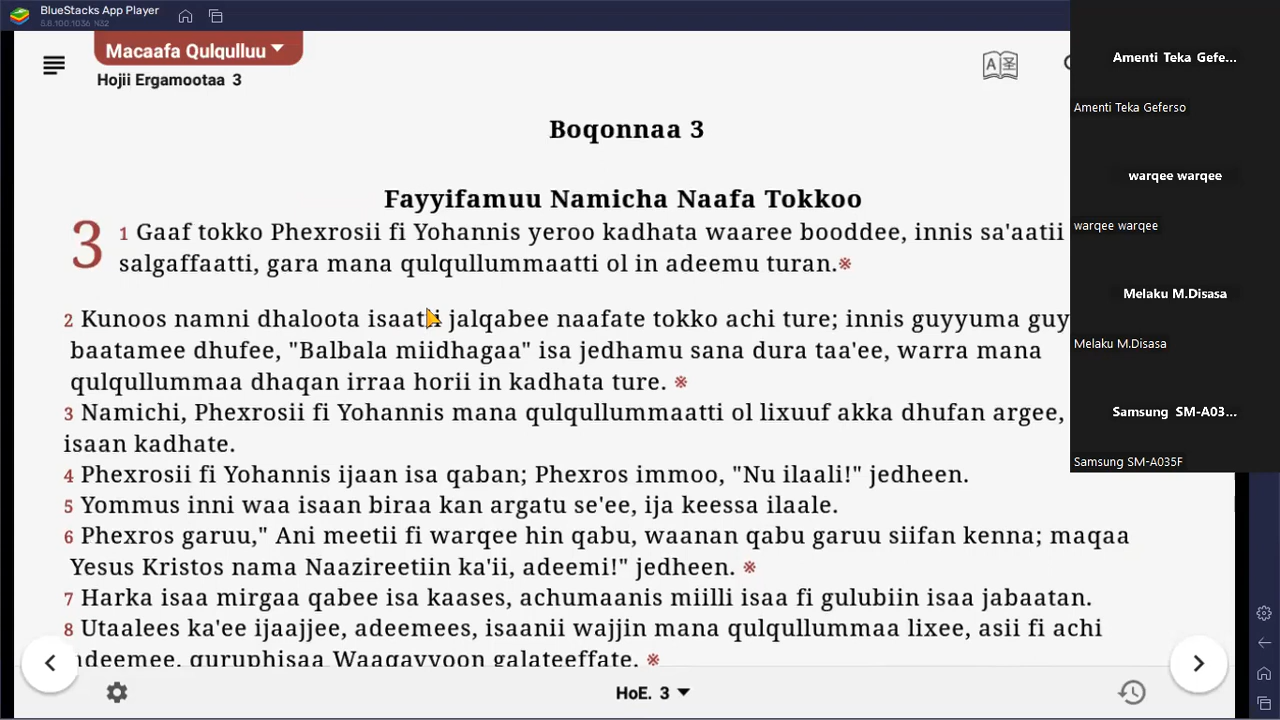 BlueStacks App Player
5.8.100.1036 N32
Macaafa Qulqulluu
Hojii Ergamootaa 3
Boqonnaa 3
Fayyifamuu Namicha Naafa Tokkoo
3 1 Gaaf tokko Phexrosii fi Yohannis yeroo kadhata waaree booddee, innis sa'aatii
salgaffaatti, gara mana qulqullummaatti ol in adeemu turan.※
2 Kunoos namni dhaloota isaatii jalqabee naafate tokko achi ture; innis guyyuma guy
baatamee dhufee, "Balbala miidhagaa" isa jedhamu sana dura taa'ee, warra mana
qulqullummaa dhaqan irraa horii in kadhata ture. ※
3 Namichi, Phexrosii fi Yohannis mana qulqullummaatti ol lixuuf akka dhufan argee,
isaan kadhate.
4 Phexrosii fi Yohannis ijaan isa qaban; Phexros immoo, "Nu ilaali!" jedheen.
5 Yommus inni waa isaan biraa kan argatu se'ee, ija keessa ilaale.
6 Phexros garuu," Ani meetii fi warqee hin qabu, waanan qabu garuu siifan kenna; maqaa
Yesus Kristos nama Naazireetiin ka'ii, adeemi!" jedheen. ※
7 Harka isaa mirgaa qabee isa kaases, achumaanis miilli isaa fi gulubiin isaa jabaatan.
8 Utaalees ka'ee ijaajjee, adeemees, isaanii wajjin mana qulqullummaa lixee, asii fi achi
adeemee, guruphisaa Waaqayyoon galateeffate. ※
HoE. 3
Amenti Teka Gefe...
Amenti Teka Geferso
warqee warqee
warqee warqee
Melaku M.Disasa
Melaku M.Disasa
Samsung SM-A03...
Samsung SM-A035F